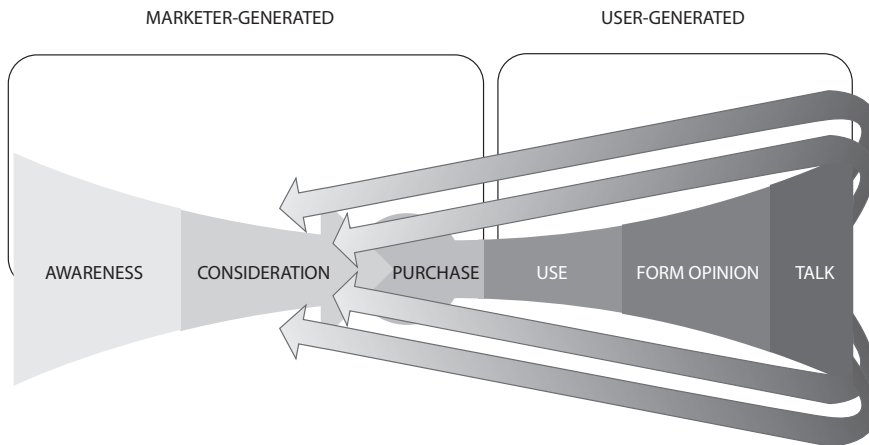 MARKETER-GENERATED
USER-GENERATED
AWARENESS
CONSIDERATION
PURCHASE
USE
FORM OPINION
TALK